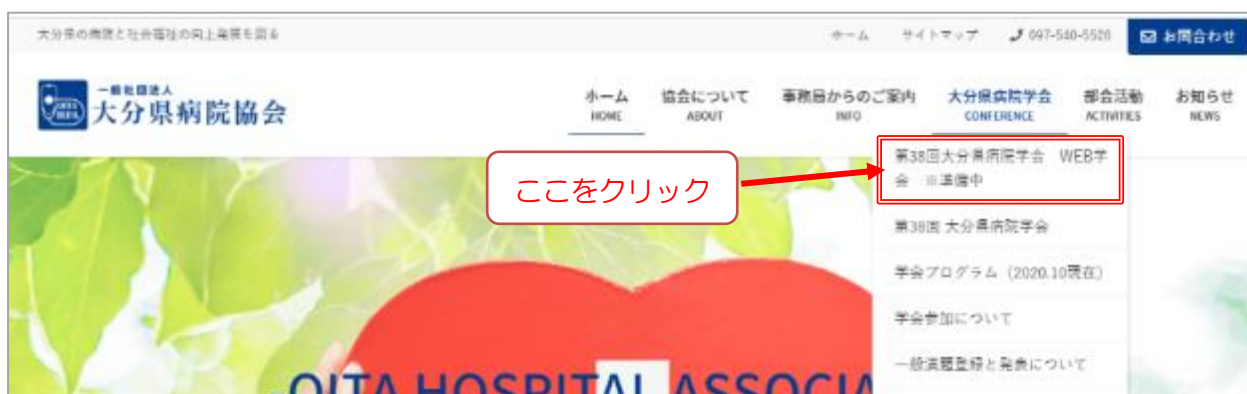 大分県の病院と社会福祉の向上発展を図る
ホーム サイトマップ 097-540-5528 お問合わせ
一般社団法人
大分県病院協会
ホーム 協会について 事務局からのご案内 大分県病院学会 部会活動 お知らせ
HOME ABOUT INFO CONFERENCE ACTIVITIES NEWS
第38回大分県病院学会 WEB学
会 ※準備中
ここをクリック
第38回 大分県病院学会
学会プログラム（2020.10現在）
学会参加について
一般演題登録と発表について
OITA HOSPITAL ASSOCIA